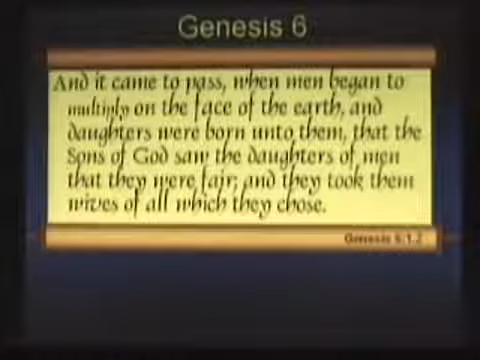 Genesis 6
And it came to pass, when men began to
multiply on the face of the earth, and
daughters were born unto them, that the
Sons of God saw the daughters of men
that they were fair; and they took them
wives of all which they chose.
Genesis 6:1,2